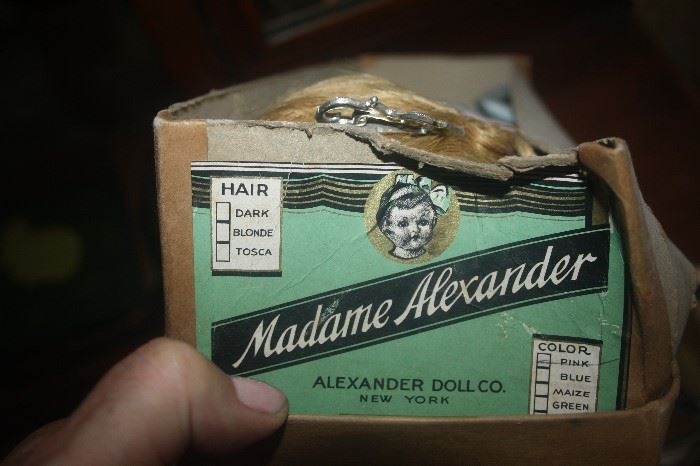 HAIR
DARK
BLONDE
TOSCA
Madame Alexander
ALEXANDER DOLL CO.
NEW YORK
COLOR
PINK
BLUE
MAIZE
GREEN